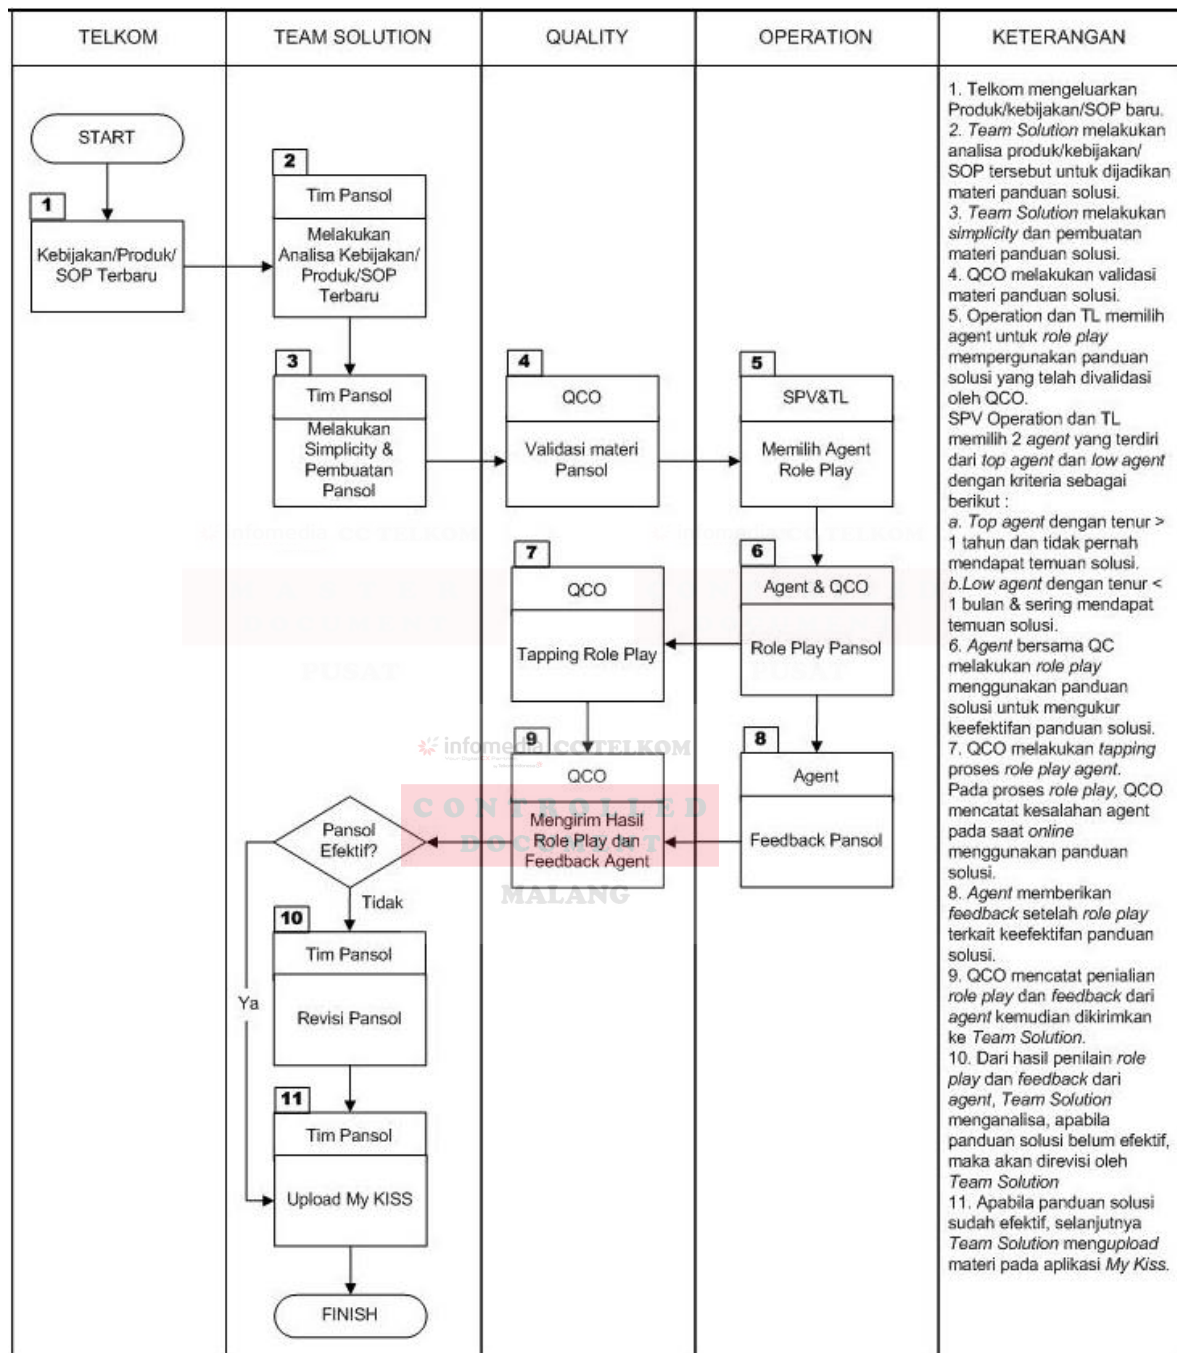 TELKOM
TEAM SOLUTION
QUALITY
OPERATION
KETERANGAN
START
1
Kebijakan/Produk/
SOP Terbaru
2
Tim Pansol
Melakukan
Analisa Kebijakan/
Produk/SOP
Terbaru
3
Tim Pansol
Melakukan
Simplicity &
Pembuatan
Pansol
4
QCO
Validasi materi
Pansol
5
SPV&TL
Memilih Agent
Role Play
6
Agent & QCO
Role Play Pansol
7
QCO
Tapping Role Play
8
Agent
Feedback Pansol
9
QCO
Mengirim Hasil
Role Play dan
Feedback Agent
Pansol
Efektif?
Tidak
Ya
10
Tim Pansol
Revisi Pansol
11
Tim Pansol
Upload My KISS
FINISH
infomedia CC TELKOM
CONTROLLED
DOCUMENT
MALANG
infomedia CC TELKOM
PUSAT
CC TELKOM
PUSAT
1. Telkom mengeluarkan
Produk/kebijakan/SOP baru.
2. Team Solution melakukan
analisa produk/kebijakan/
SOP tersebut untuk dijadikan
materi panduan solusi.
3. Team Solution melakukan
simplicity dan pembuatan
materi panduan solusi.
4. QCO melakukan validasi
materi panduan solusi.
5. Operation dan TL memilih
agent untuk role play
mempergunakan panduan
solusi yang telah divalidasi
oleh QCO.
SPV Operation dan TL
memilih 2 agent yang terdiri
dari top agent dan low agent
dengan kriteria sebagai
berikut :
a. Top agent dengan tenur >
1 tahun dan tidak pernah
mendapat temuan solusi.
b.Low agent dengan tenur <
1 bulan & sering mendapat
temuan solusi.
6. Agent bersama QC
melakukan role play
menggunakan panduan
solusi untuk mengukur
keefektifan panduan solusi.
7. QCO melakukan tapping
proses role play agent.
Pada proses role play, QCO
mencatat kesalahan agent
pada saat online
menggunakan panduan
solusi.
8. Agent memberikan
feedback setelah role play
terkait keefektifan panduan
solusi.
9. QCO mencatat penialian
role play dan feedback dari
agent kemudian dikirimkan
ke Team Solution.
10. Dari hasil penilain role
play dan feedback dari
agent, Team Solution
menganalisa, apabila
panduan solusi belum efektif,
maka akan direvisi oleh
Team Solution
11. Apabila panduan solusi
sudah efektif, selanjutnya
Team Solution mengupload
materi pada aplikasi My Kiss.